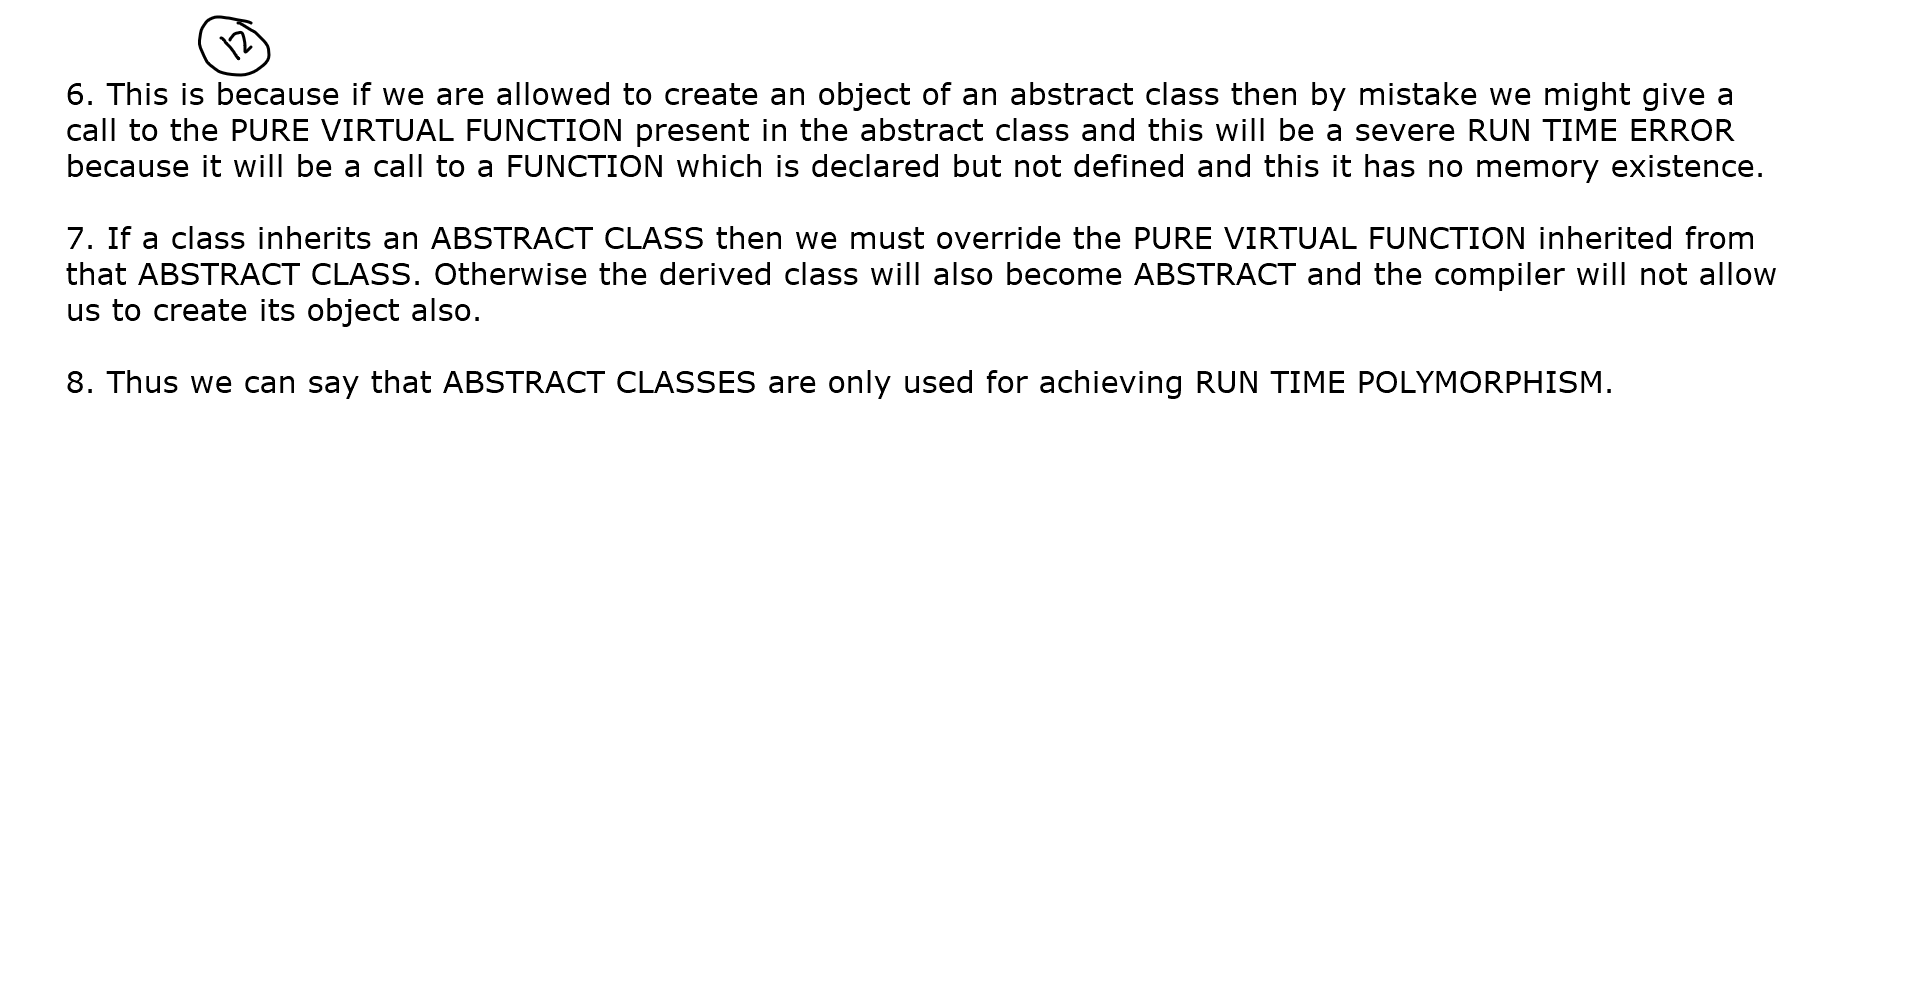 12
6. This is because if we are allowed to create an object of an abstract class then by mistake we might give a
call to the PURE VIRTUAL FUNCTION present in the abstract class and this will be a severe RUN TIME ERROR
because it will be a call to a FUNCTION which is declared but not defined and this it has no memory existence.
7. If a class inherits an ABSTRACT CLASS then we must override the PURE VIRTUAL FUNCTION inherited from
that ABSTRACT CLASS. Otherwise the derived class will also become ABSTRACT and the compiler will not allow
us to create its object also.
8. Thus we can say that ABSTRACT CLASSES are only used for achieving RUN TIME POLYMORPHISM.